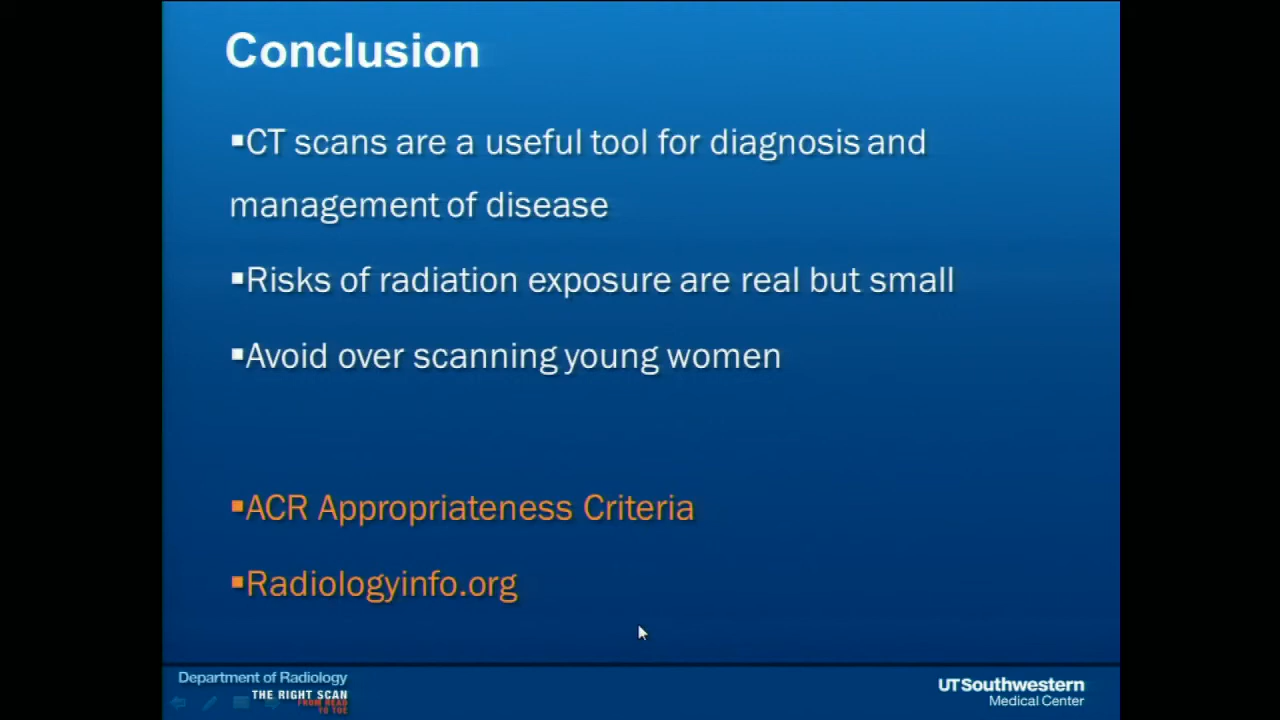 Conclusion
▪CT scans are a useful tool for diagnosis and
management of disease
▪Risks of radiation exposure are real but small
▪Avoid over scanning young women
▪ACR Appropriateness Criteria
▪Radiologyinfo.org
Department of Radiology
THE RIGHT SCAN
FROM HEAD
TO TOE
UTSouthwestern
Medical Center